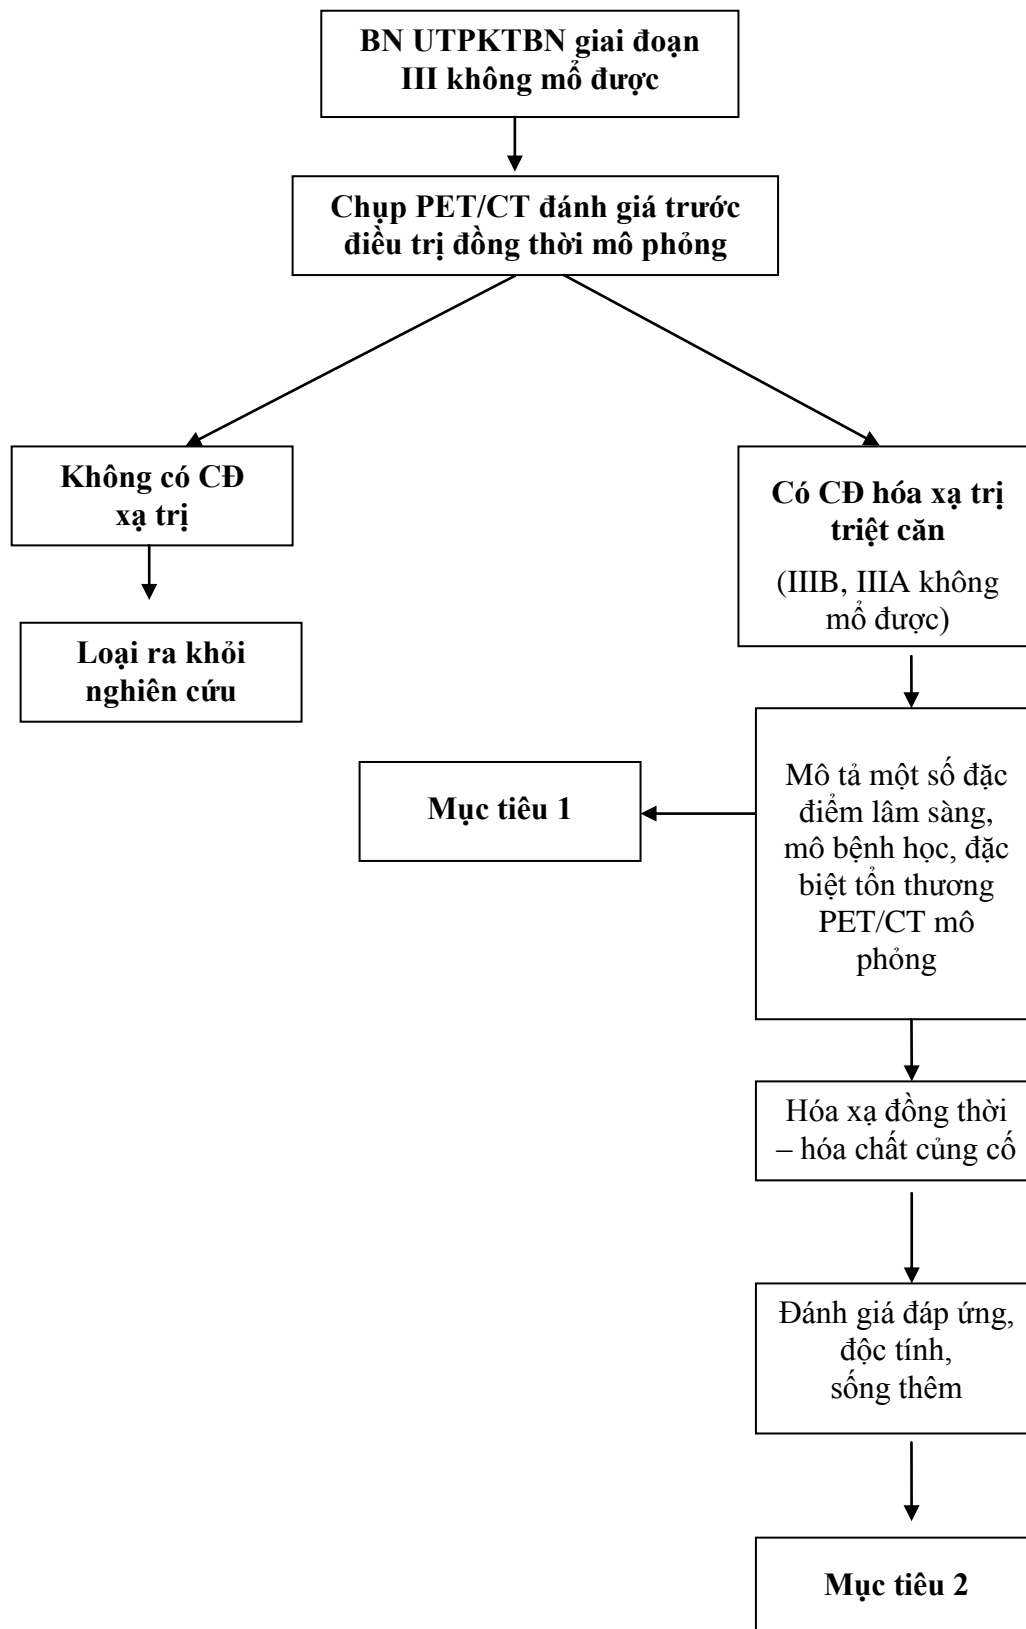 BN UTPKTBN giai đoạn
III không mổ được
Chụp PET/CT đánh giá trước
điều trị đồng thời mô phỏng
Không có CĐ
xạ trị
Loại ra khỏi
nghiên cứu
Có CĐ hóa xạ trị
triệt căn
(IIIB, IIIA không
mổ được)
Mục tiêu 1
Mô tả một số đặc
điểm lâm sàng,
mô bệnh học, đặc
biệt tổn thương
PET/CT mô
phỏng
Hóa xạ đồng thời
– hóa chất củng cố
Đánh giá đáp ứng,
độc tính,
sống thêm
Mục tiêu 2